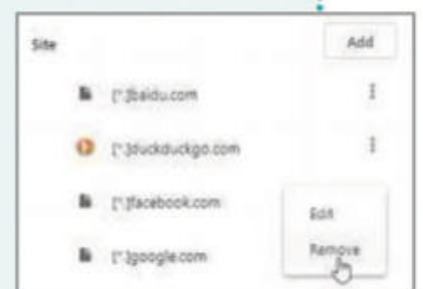 Site Add
[*.]baidu.com
[*.]duckduckgo.com
[*.]facebook.com
Edit
[*.]google.com
Remove